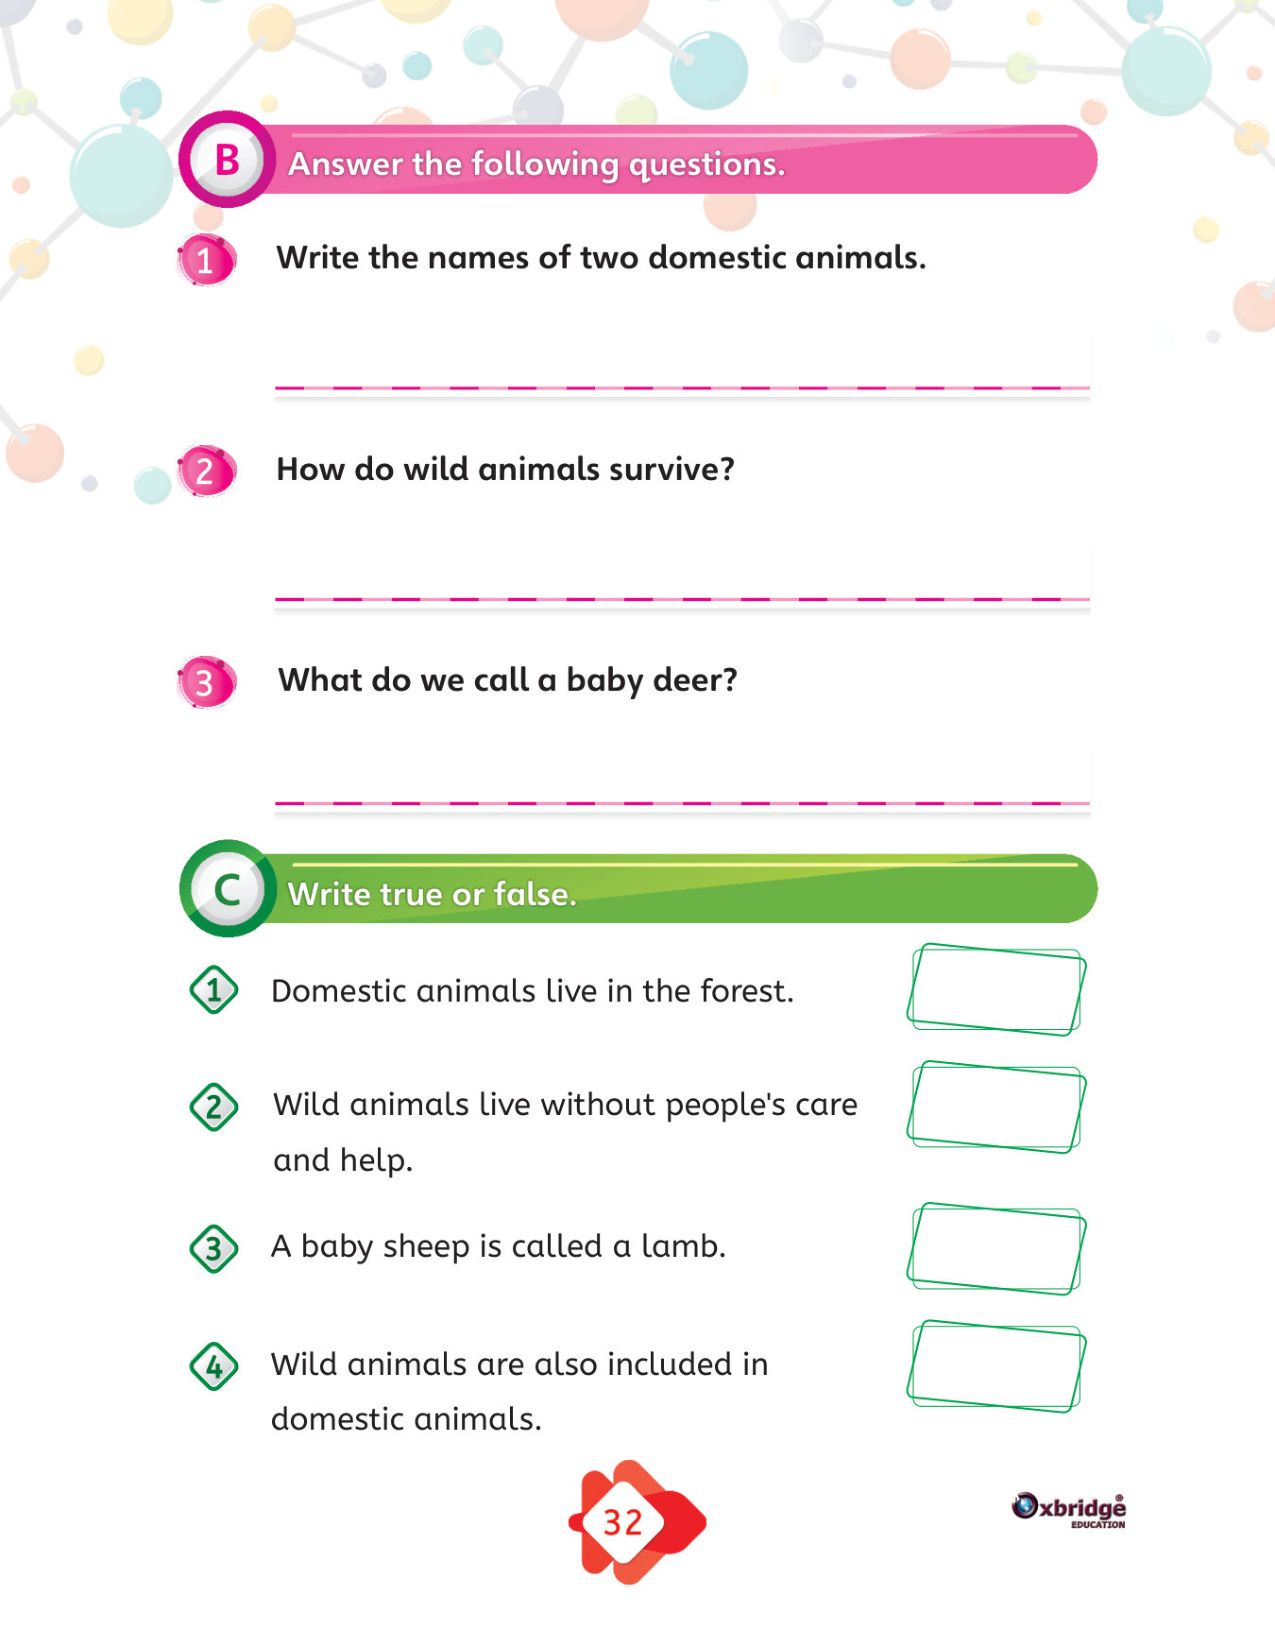 B
Answer the following questions.
1
Write the names of two domestic animals.
2
How do wild animals survive?
3
What do we call a baby deer?
C
Write true or false.
1
Domestic animals live in the forest.
2
Wild animals live without people's care
and help.
3
A baby sheep is called a lamb.
4
Wild animals are also included in
domestic animals.
32
Oxbridge®
EDUCATION